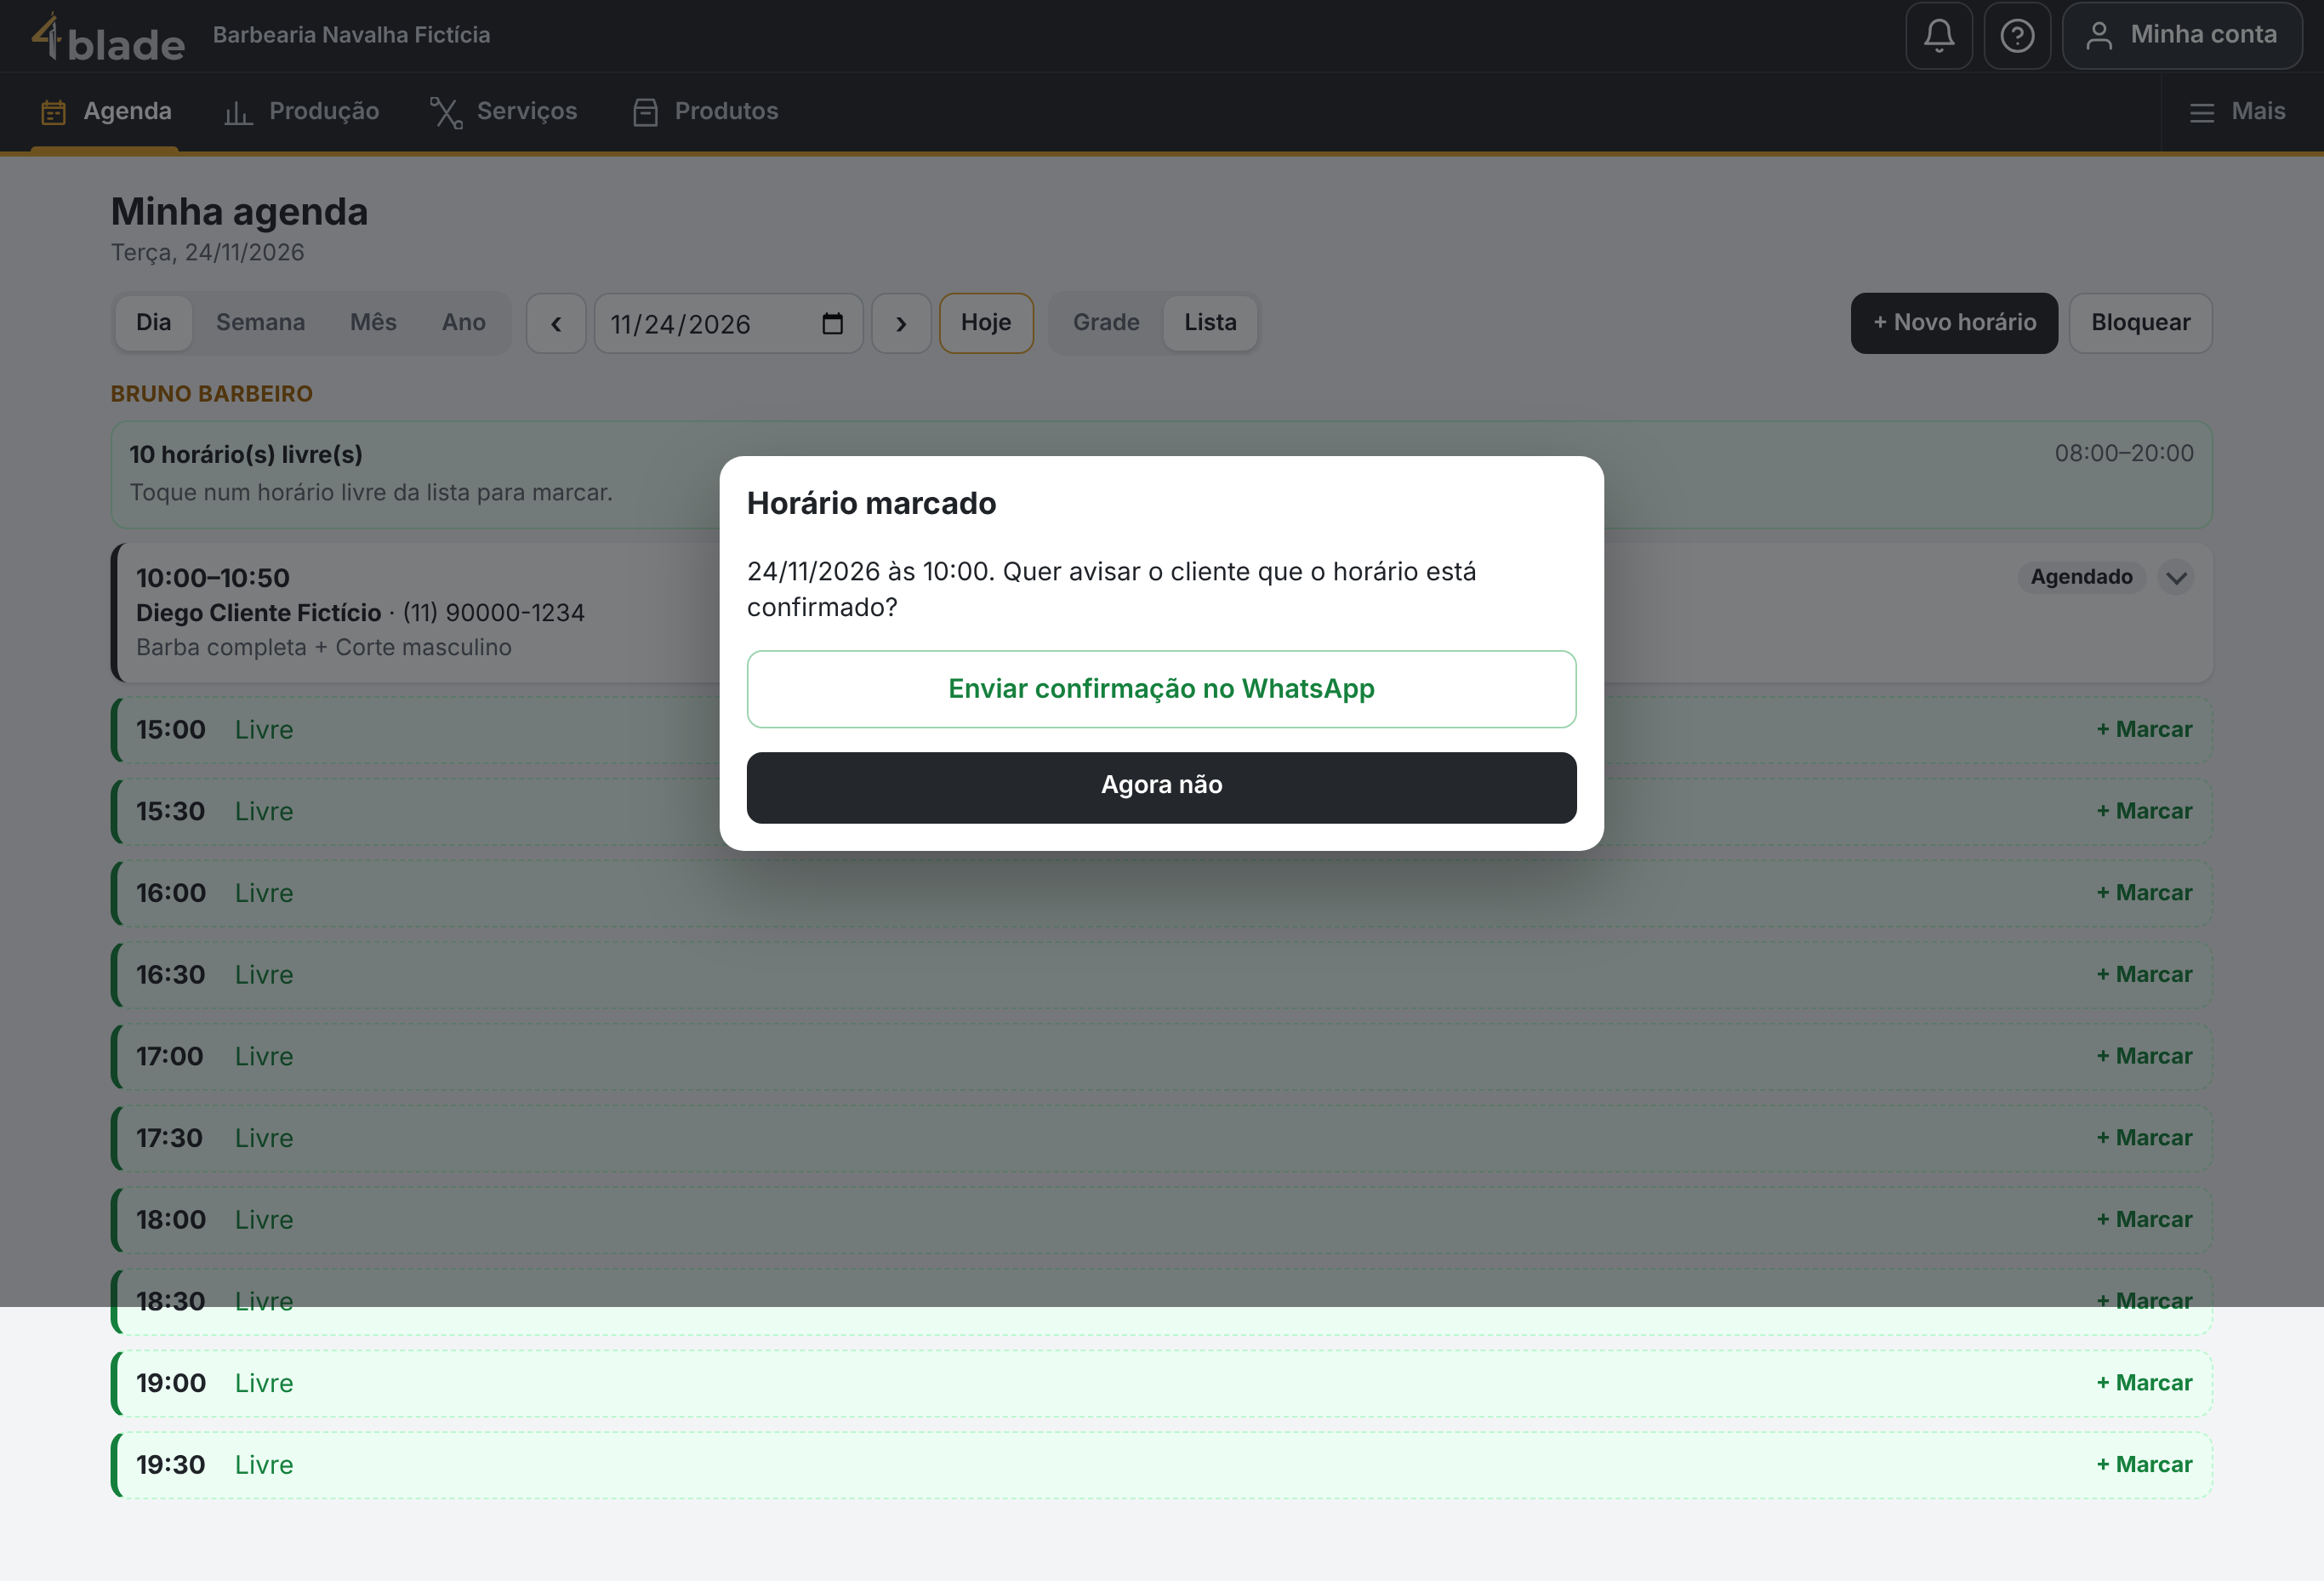 4blade
Barbearia Navalha Fictícia
Minha conta
Agenda
Produção
Serviços
Produtos
Mais
Minha agenda
Terça, 24/11/2026
Dia
Semana
Mês
Ano
‹
11/24/2026
›
Hoje
Grade
Lista
+ Novo horário
Bloquear
BRUNO BARBEIRO
10 horário(s) livre(s)
08:00–20:00
Toque num horário livre da lista para marcar.
10:00–10:50
Agendado
Diego Cliente Fictício · (11) 90000-1234
Barba completa + Corte masculino
Horário marcado
24/11/2026 às 10:00. Quer avisar o cliente que o horário está
confirmado?
Enviar confirmação no WhatsApp
Agora não
15:00 Livre + Marcar
15:30 Livre + Marcar
16:00 Livre + Marcar
16:30 Livre + Marcar
17:00 Livre + Marcar
17:30 Livre + Marcar
18:00 Livre + Marcar
18:30 Livre + Marcar
19:00 Livre + Marcar
19:30 Livre + Marcar